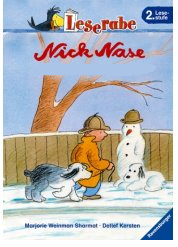 Leserabe
2. Lese-
stufe
Nick Nase
Marjorie Weinman Sharmat · Detlef Kersten
Ravensburger